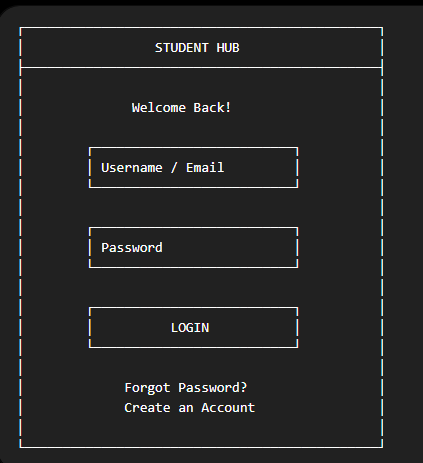 STUDENT HUB
Welcome Back!
Username / Email
Password
LOGIN
Forgot Password?
Create an Account